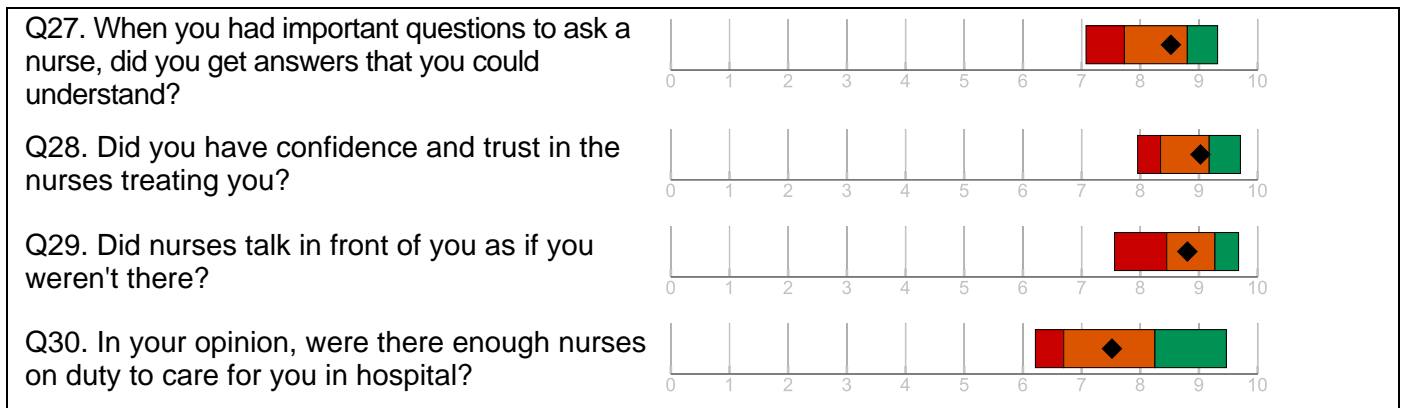 Q27. When you had important questions to ask a
nurse, did you get answers that you could
understand?
0 1 2 3 4 5 6 7 8 9 10
Q28. Did you have confidence and trust in the
nurses treating you?
0 1 2 3 4 5 6 7 8 9 10
Q29. Did nurses talk in front of you as if you
weren't there?
0 1 2 3 4 5 6 7 8 9 10
Q30. In your opinion, were there enough nurses
on duty to care for you in hospital?
0 1 2 3 4 5 6 7 8 9 10